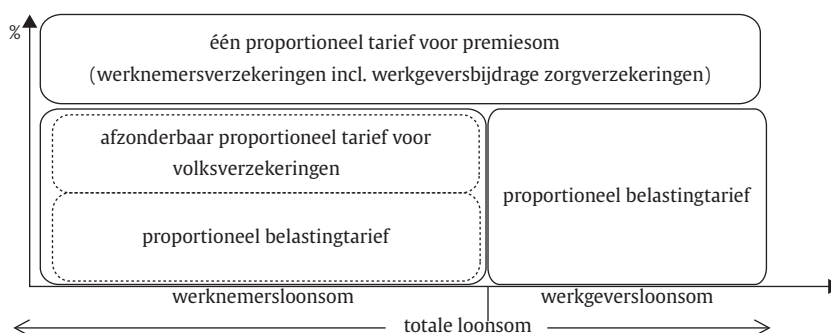 %
één proportioneel tarief voor premiesom
(werknemersverzekeringen incl. werkgeversbijdrage zorgverzekeringen)
afzonderbaar proportioneel tarief voor
volksverzekeringen
proportioneel belastingtarief
proportioneel belastingtarief
werknemersloonsom
werkgeversloonsom
totale loonsom